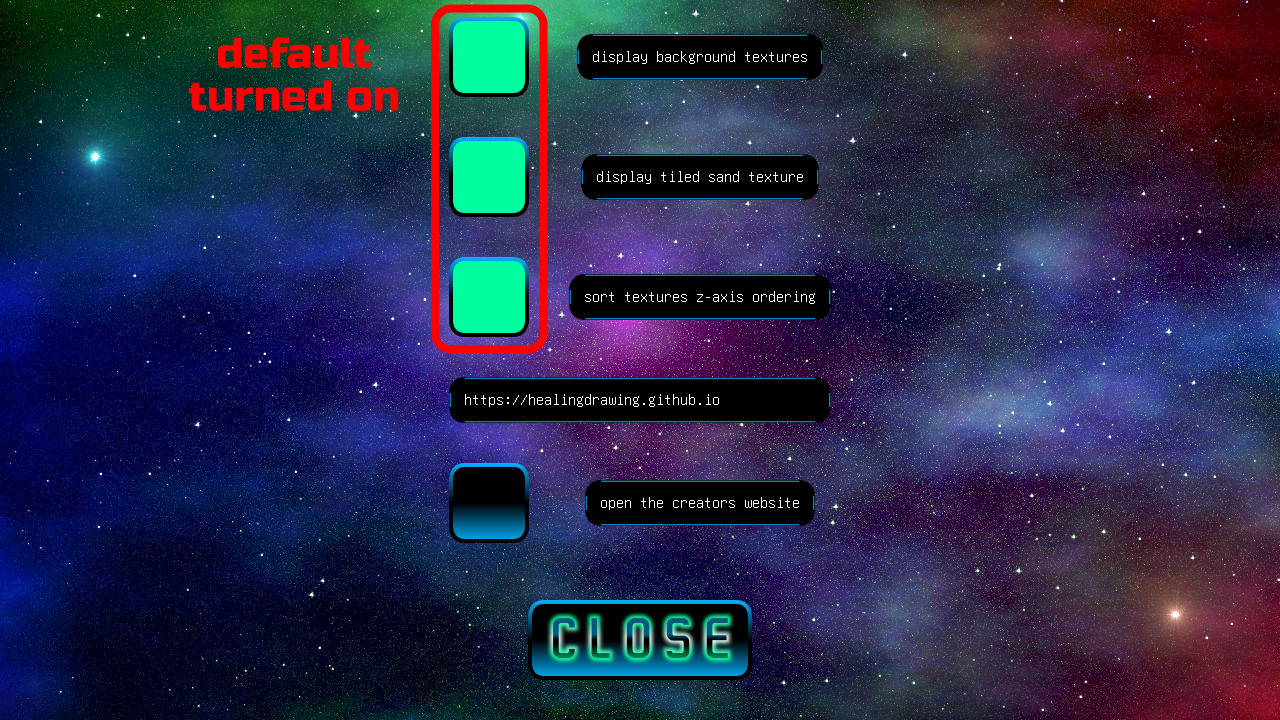 default
turned on
display background textures
display tiled sand texture
sort textures z-axis ordering
https://healingdrawing.github.io
open the creators website
CLOSE